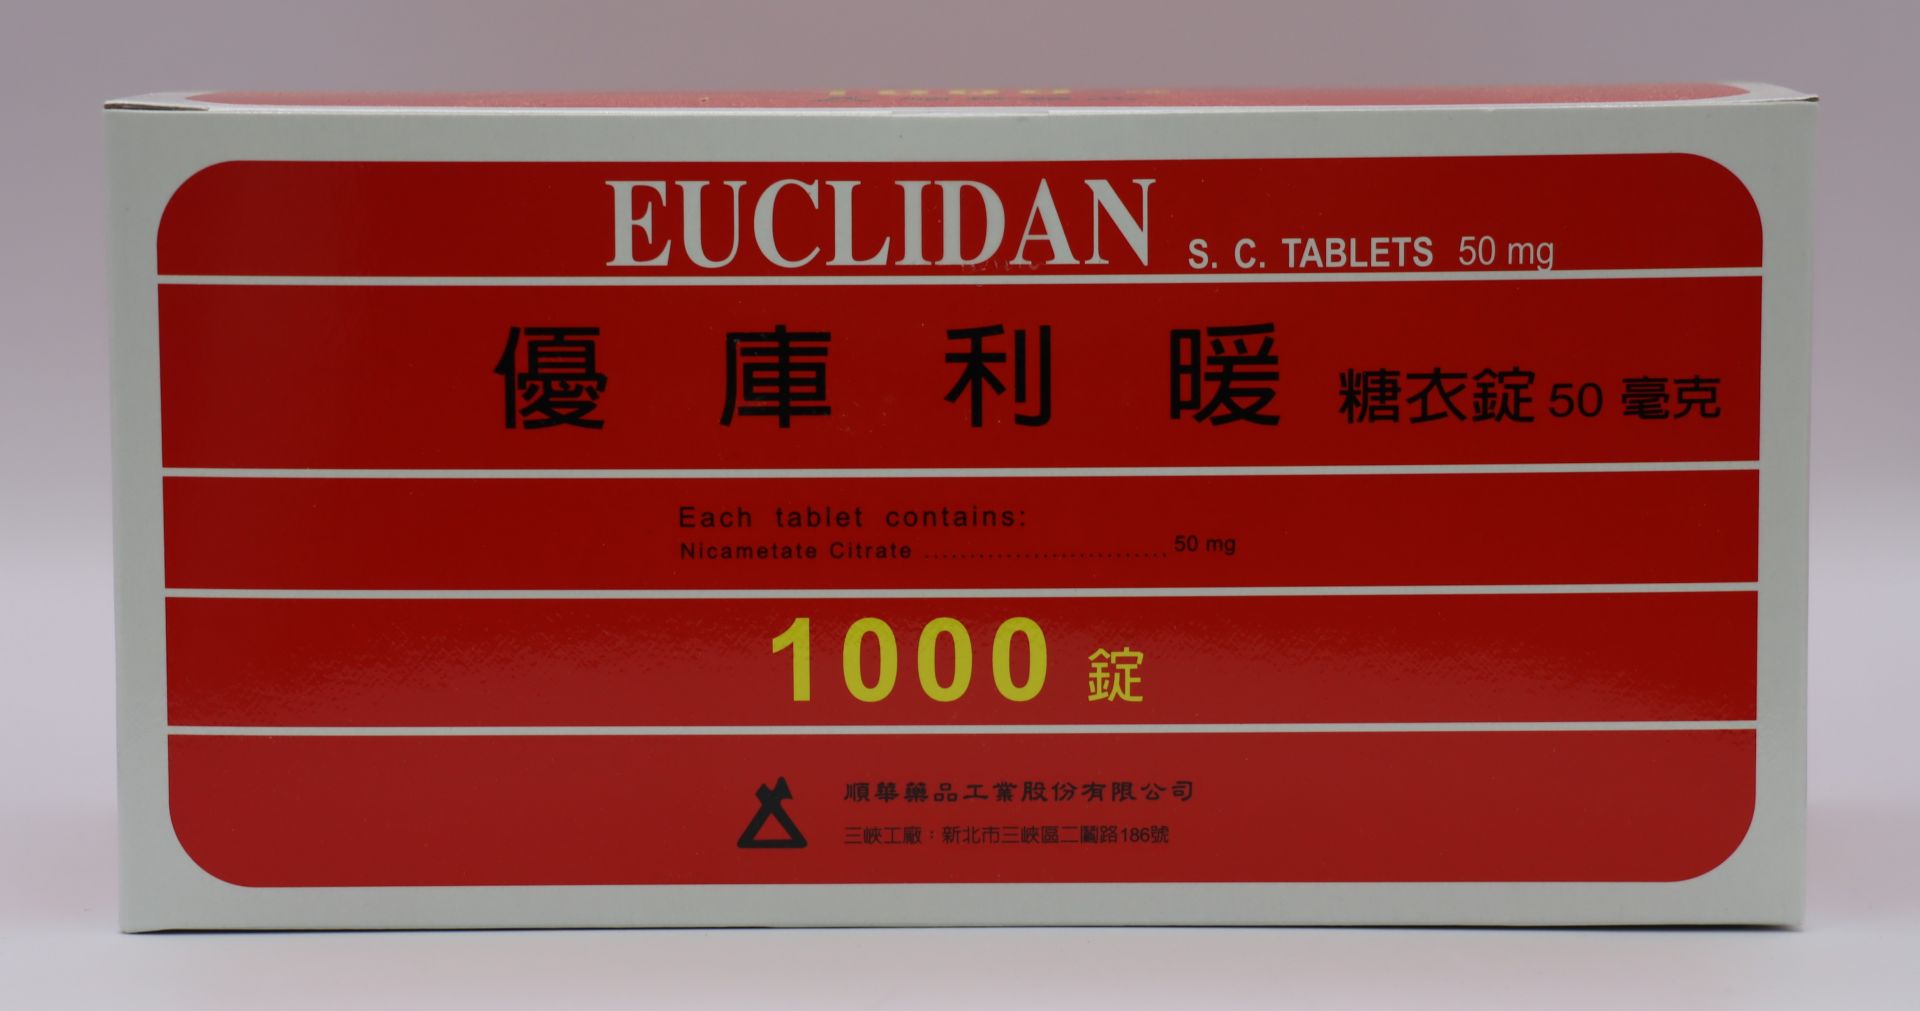 EUCLIDAN S. C. TABLETS 50 mg
優庫利暖 糖衣錠 50 毫克
Each tablet contains:
Nicametate Citrate ........................... 50 mg
1000 錠
順華藥品工業股份有限公司
三峽工廠：新北市三峽區二鬮路186號